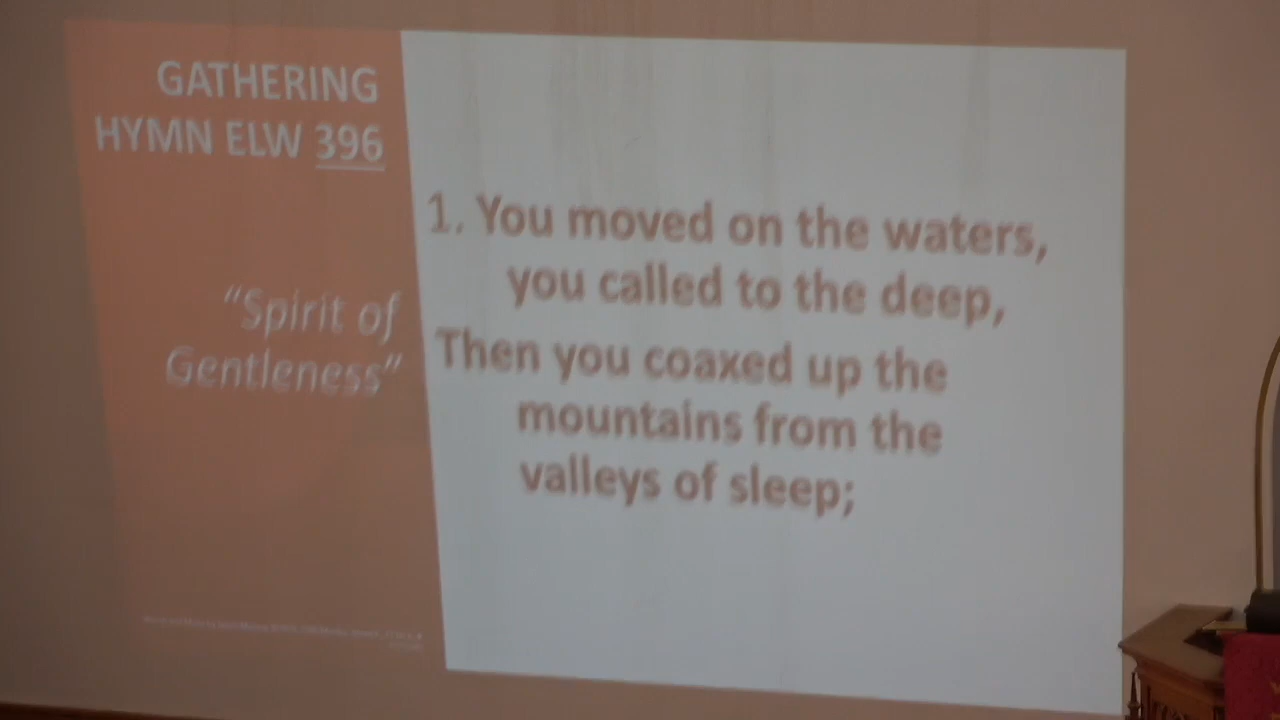 GATHERING
HYMN ELW 396
“Spirit of
Gentleness”
1. You moved on the waters,
you called to the deep,
Then you coaxed up the
mountains from the
valleys of sleep;